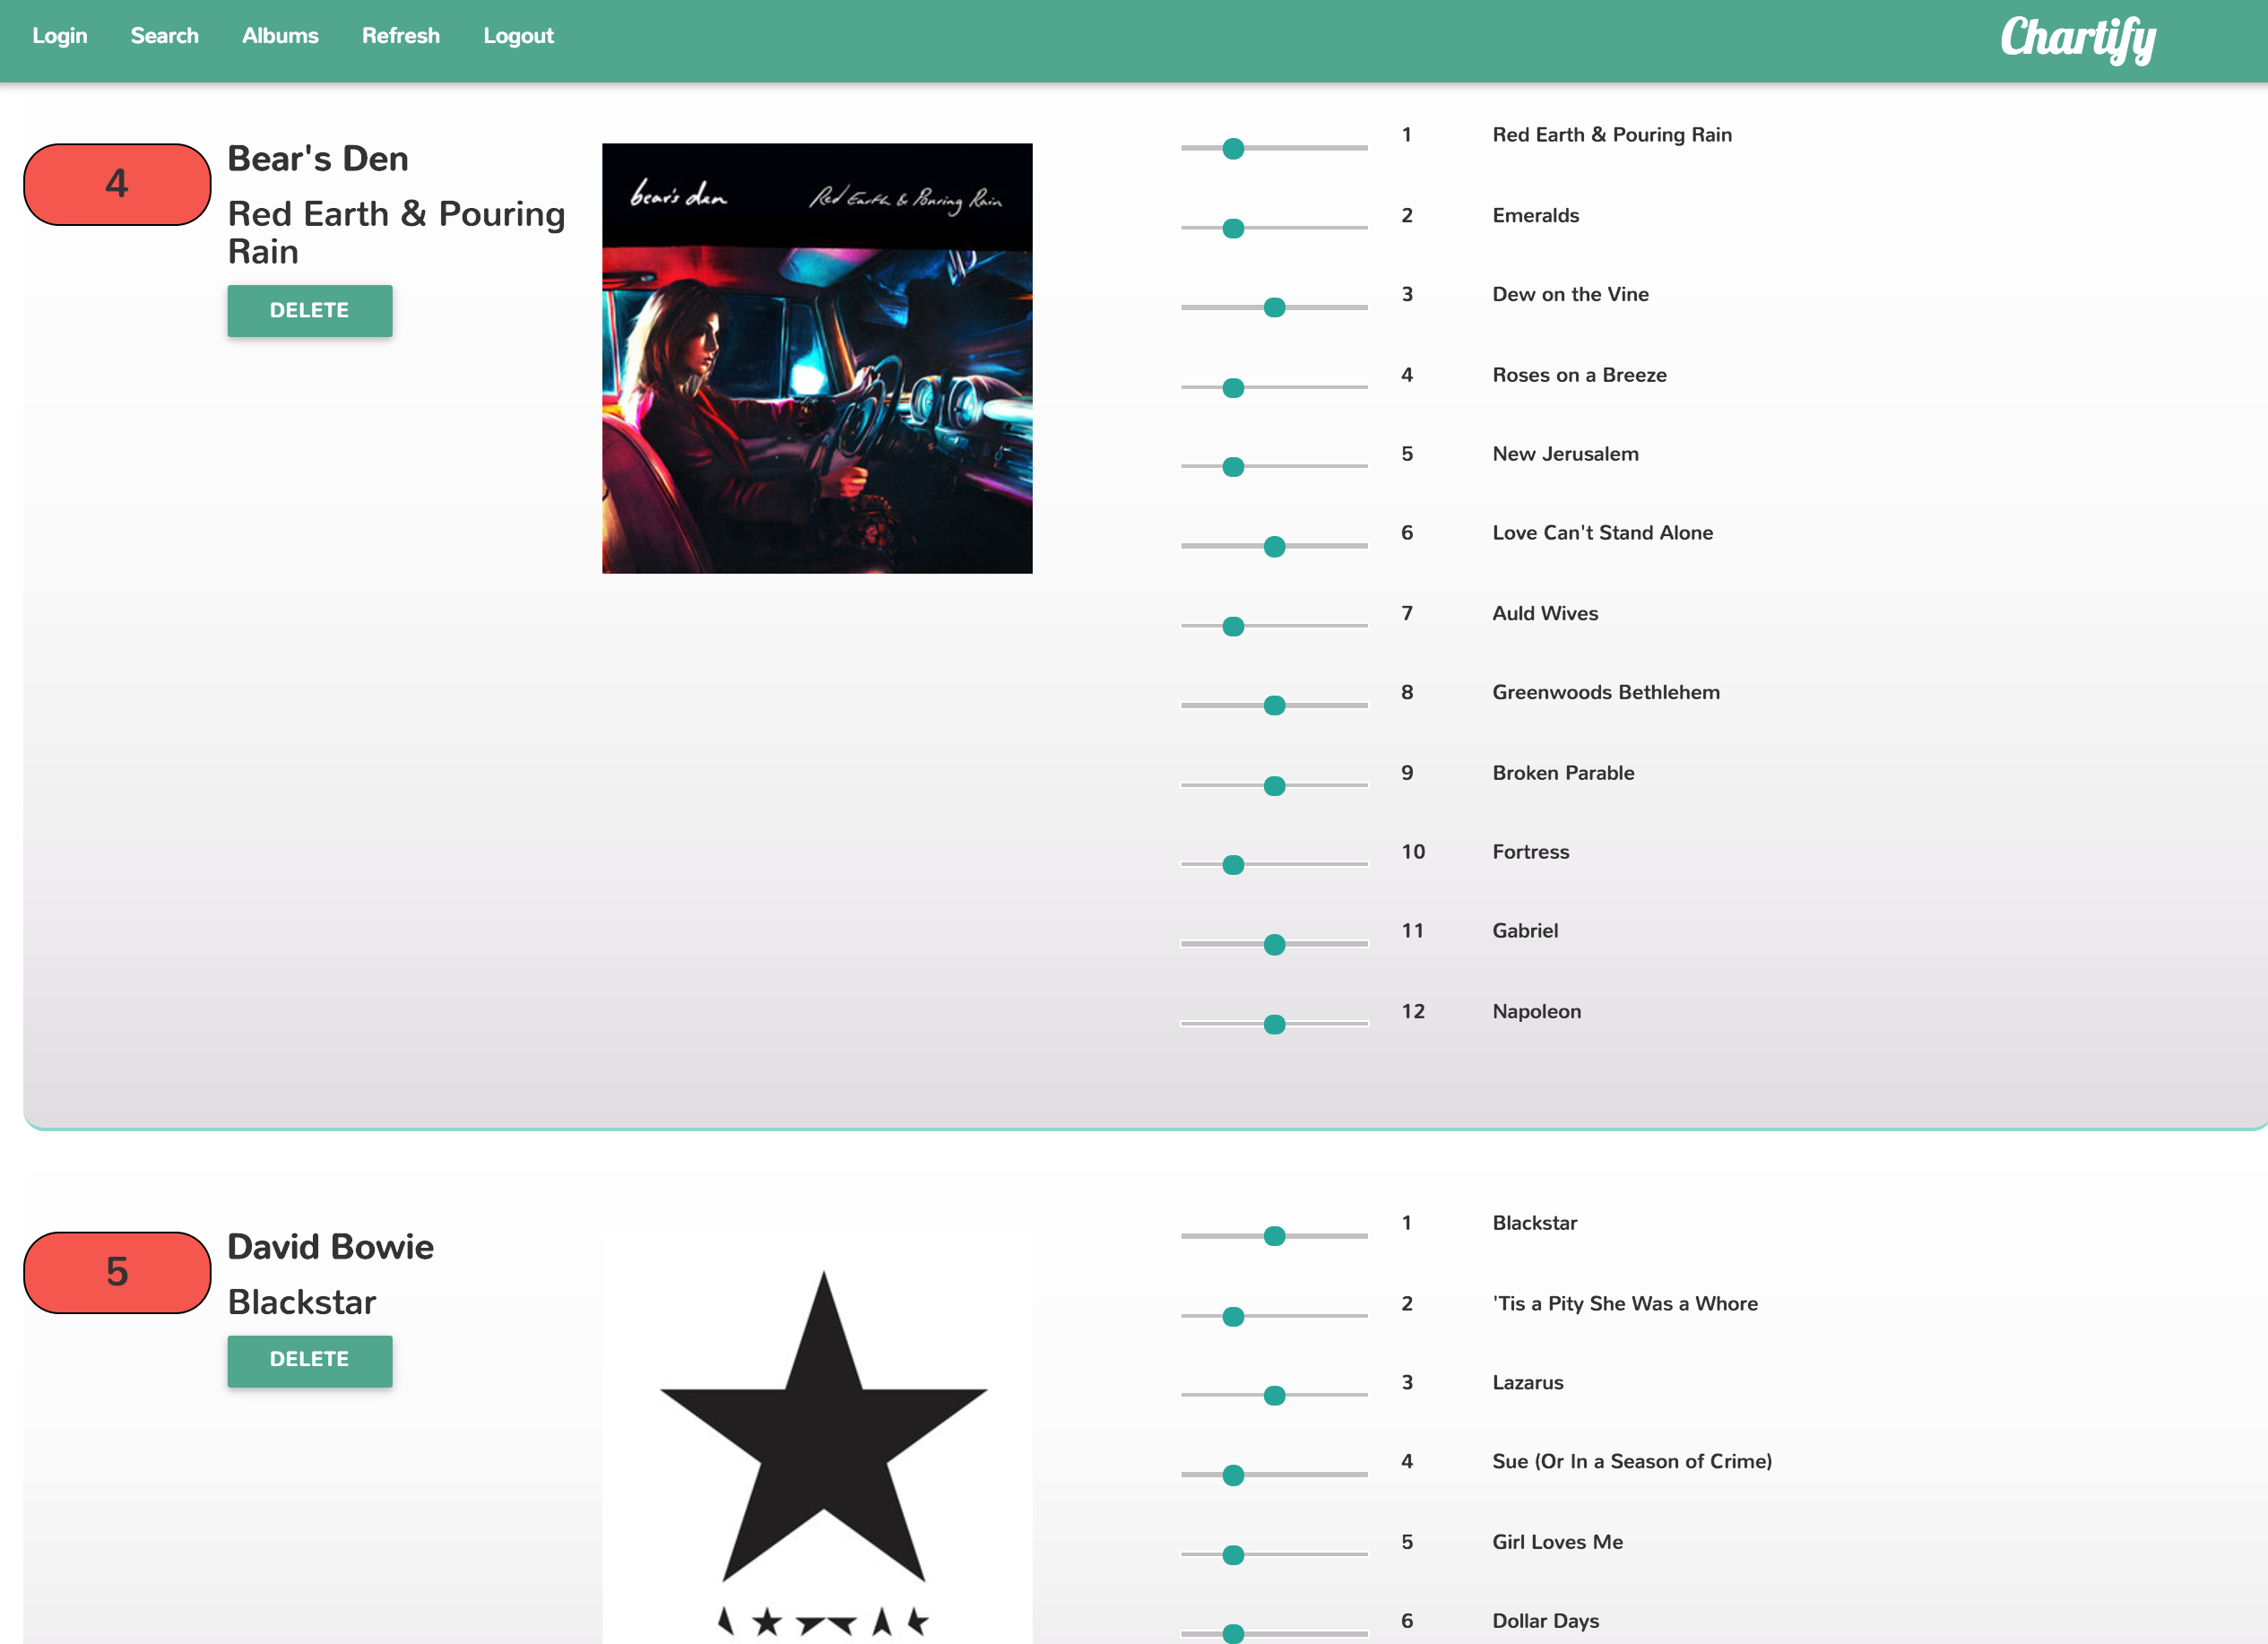 Login Search Albums Refresh Logout Chartify
4
Bear's Den
Red Earth & Pouring
Rain
DELETE
bear's den Red Earth & Pouring Rain
1 Red Earth & Pouring Rain
2 Emeralds
3 Dew on the Vine
4 Roses on a Breeze
5 New Jerusalem
6 Love Can't Stand Alone
7 Auld Wives
8 Greenwoods Bethlehem
9 Broken Parable
10 Fortress
11 Gabriel
12 Napoleon
5
David Bowie
Blackstar
DELETE
1 Blackstar
2 'Tis a Pity She Was a Whore
3 Lazarus
4 Sue (Or In a Season of Crime)
5 Girl Loves Me
6 Dollar Days